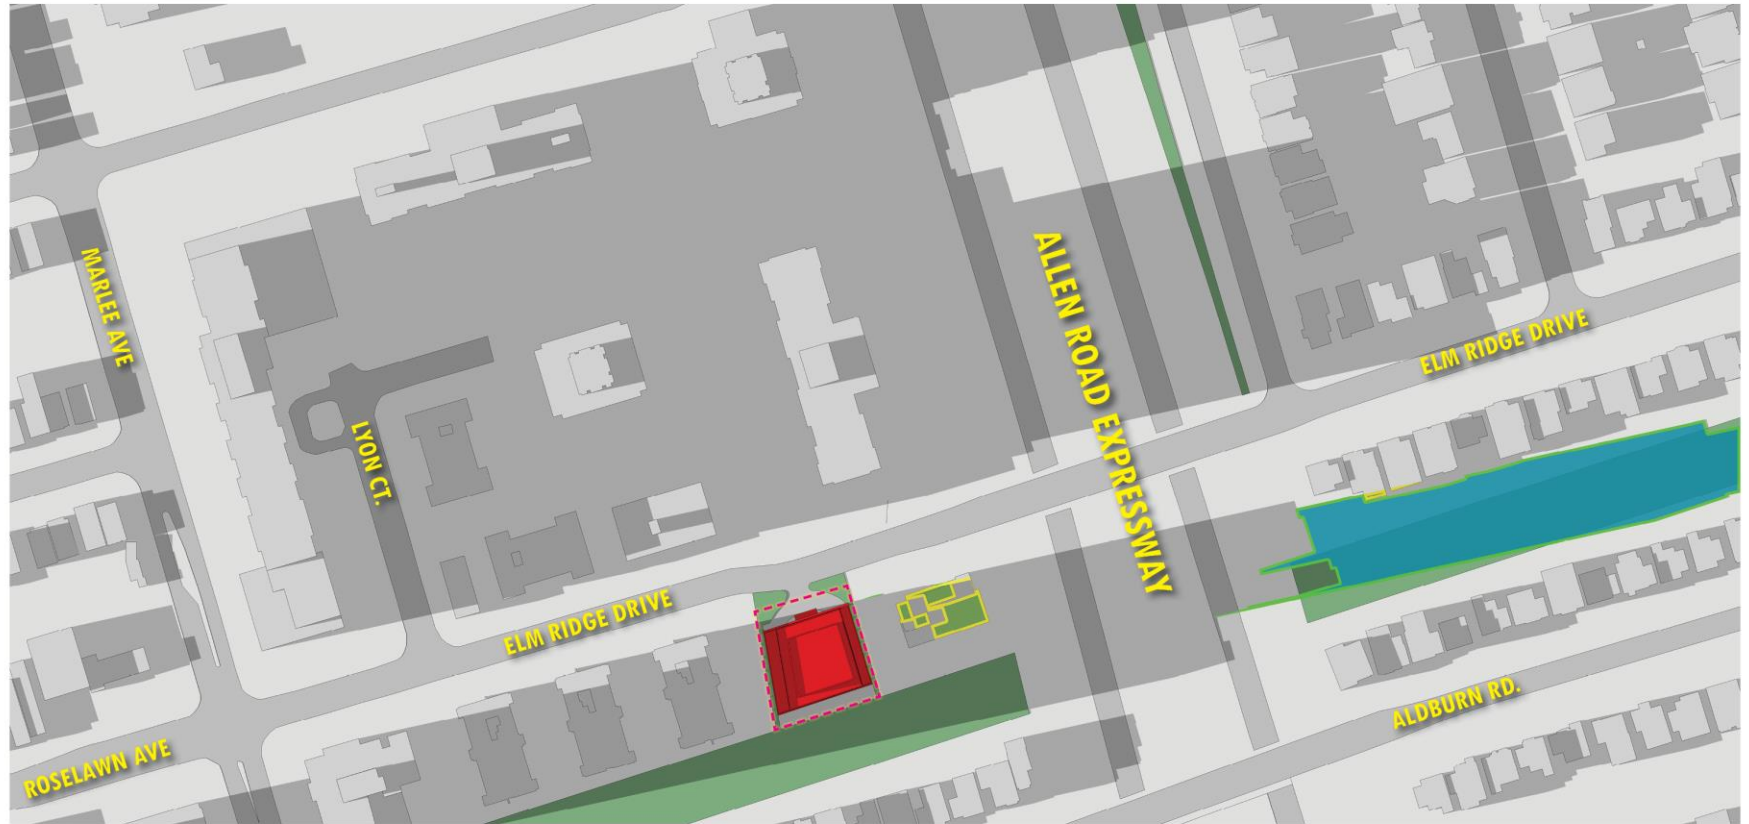 ALLEN ROAD EXPRESSWAY
MARLEE AVE
ELM RIDGE DRIVE
LYON CT.
ELM RIDGE DRIVE
ALDBURN RD.
ROSELAWN AVE